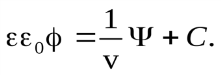 εε₀ϕ = 1/v Ψ + C.